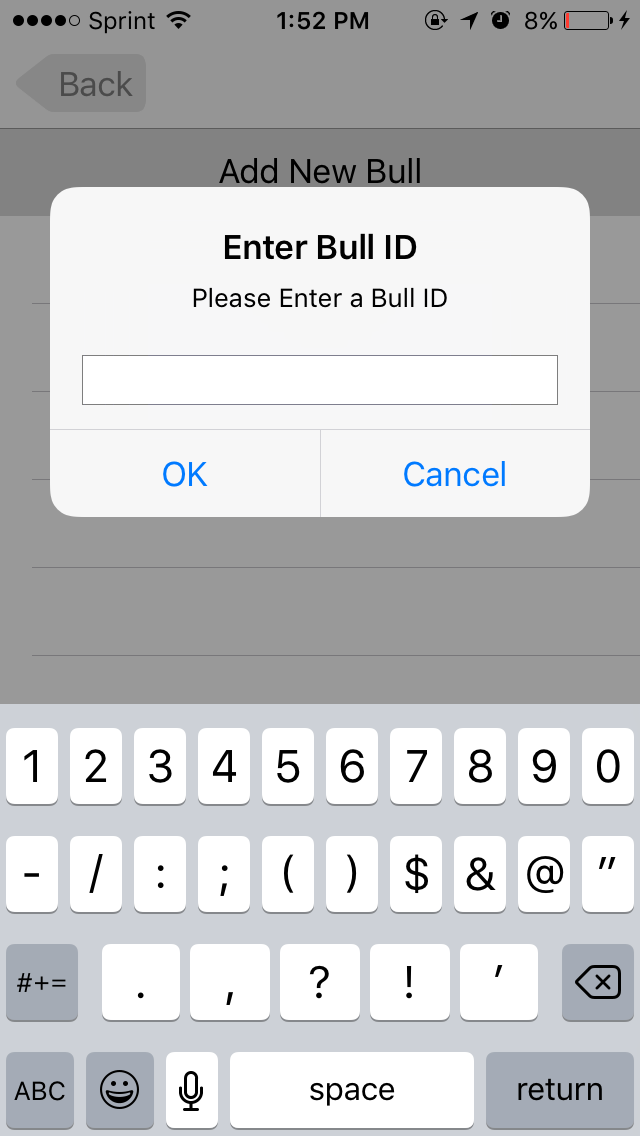 Sprint 1:52 PM 8%
Back
Add New Bull
Enter Bull ID
Please Enter a Bull ID
OK Cancel
1 2 3 4 5 6 7 8 9 0
- / : ; ( ) $ & @ "
#+= . , ? ! '
ABC space return